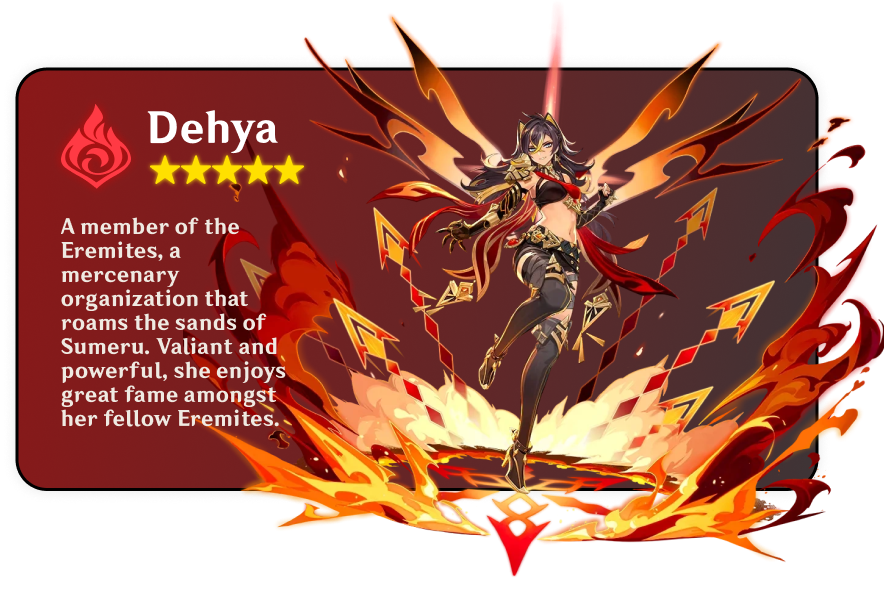 Dehya
A member of the
Eremites, a
mercenary
organization that
roams the sands of
Sumeru. Valiant and
powerful, she enjoys
great fame amongst
her fellow Eremites.